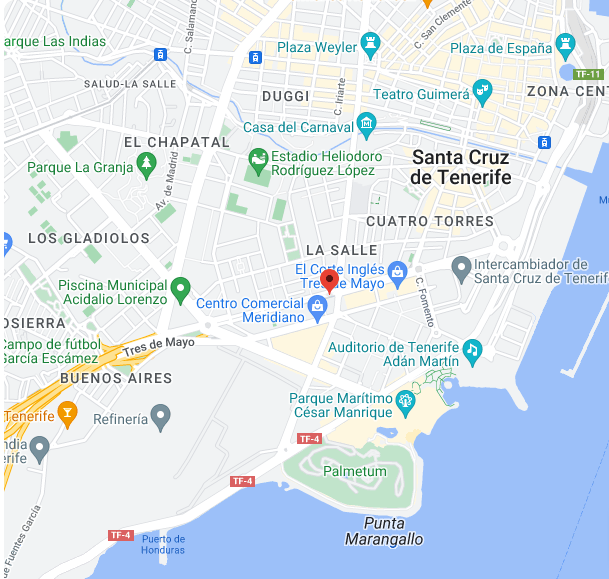 C. Salamanca
C. San Clemente
arque Las Indias
Plaza Weyler
Plaza de España
TF-11
SALUD-LA SALLE
DUGGI
C. Iriarte
Teatro Guimerá
ZONA CENT
Casa del Carnaval
EL CHAPATAL
Parque La Granja
Estadio Heliodoro
Rodríguez López
Santa Cruz
de Tenerife
Av. de Madrid
CUATRO TORRES
LOS GLADIOLOS
LA SALLE
El Corte Inglés
Tres de Mayo
Intercambiador de
Santa Cruz de Tenerif
Piscina Municipal
Acidalio Lorenzo
Centro Comercial
Meridiano
C. Fomento
OSIERRA
Campo de fútbol
García Escámez
Tres de Mayo
Auditorio de Tenerife
Adán Martín
BUENOS AIRES
Parque Marítimo
César Manrique
Tenerife
Refinería
TF-4
ndia
erife
Palmetum
TF-4
TF-4
Punta
Marangallo
Puerto de
Honduras
que Fuentes García
M